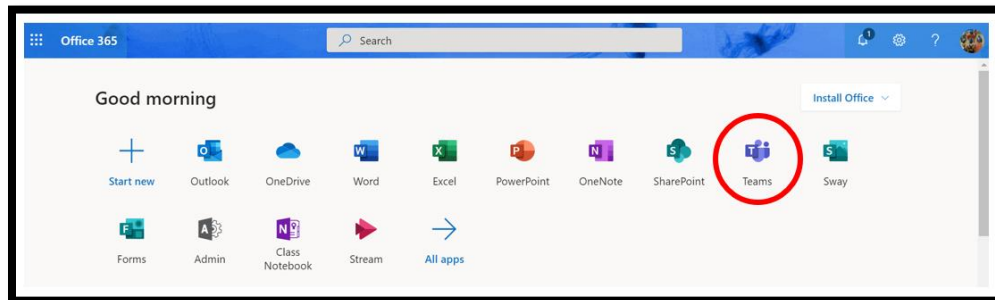 Office 365
Search
1
?
Good morning
Install Office
Start new
Outlook
OneDrive
Word
Excel
PowerPoint
OneNote
SharePoint
Teams
Sway
Forms
Admin
Class
Notebook
Stream
All apps